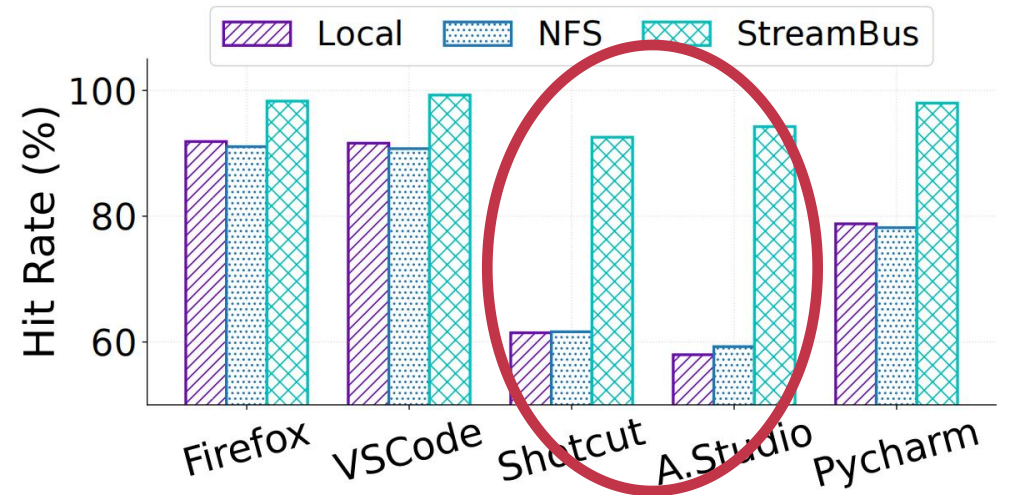 Local NFS StreamBus
Hit Rate (%)
100
80
60
Firefox VSCode Shotcut A.Studio Pycharm